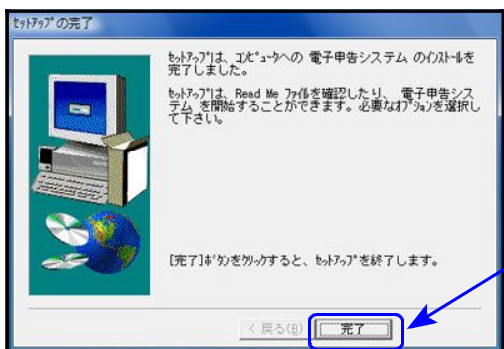 ｾｯﾄｱｯﾌﾟの完了
ｾｯﾄｱｯﾌﾟは、ｺﾝﾋﾟｭｰﾀへの 電子申告システム のｲﾝｽﾄｰﾙを
完了しました。
ｾｯﾄｱｯﾌﾟは、Read Me ﾌｧｲﾙを確認したり、 電子申告シス
テム を開始することができます。必要なｵﾌﾟｼｮﾝを選択し
て下さい。
[完了]ﾎﾞﾀﾝをｸﾘｯｸすると、ｾｯﾄｱｯﾌﾟを終了します。
< 戻る(B)
完了